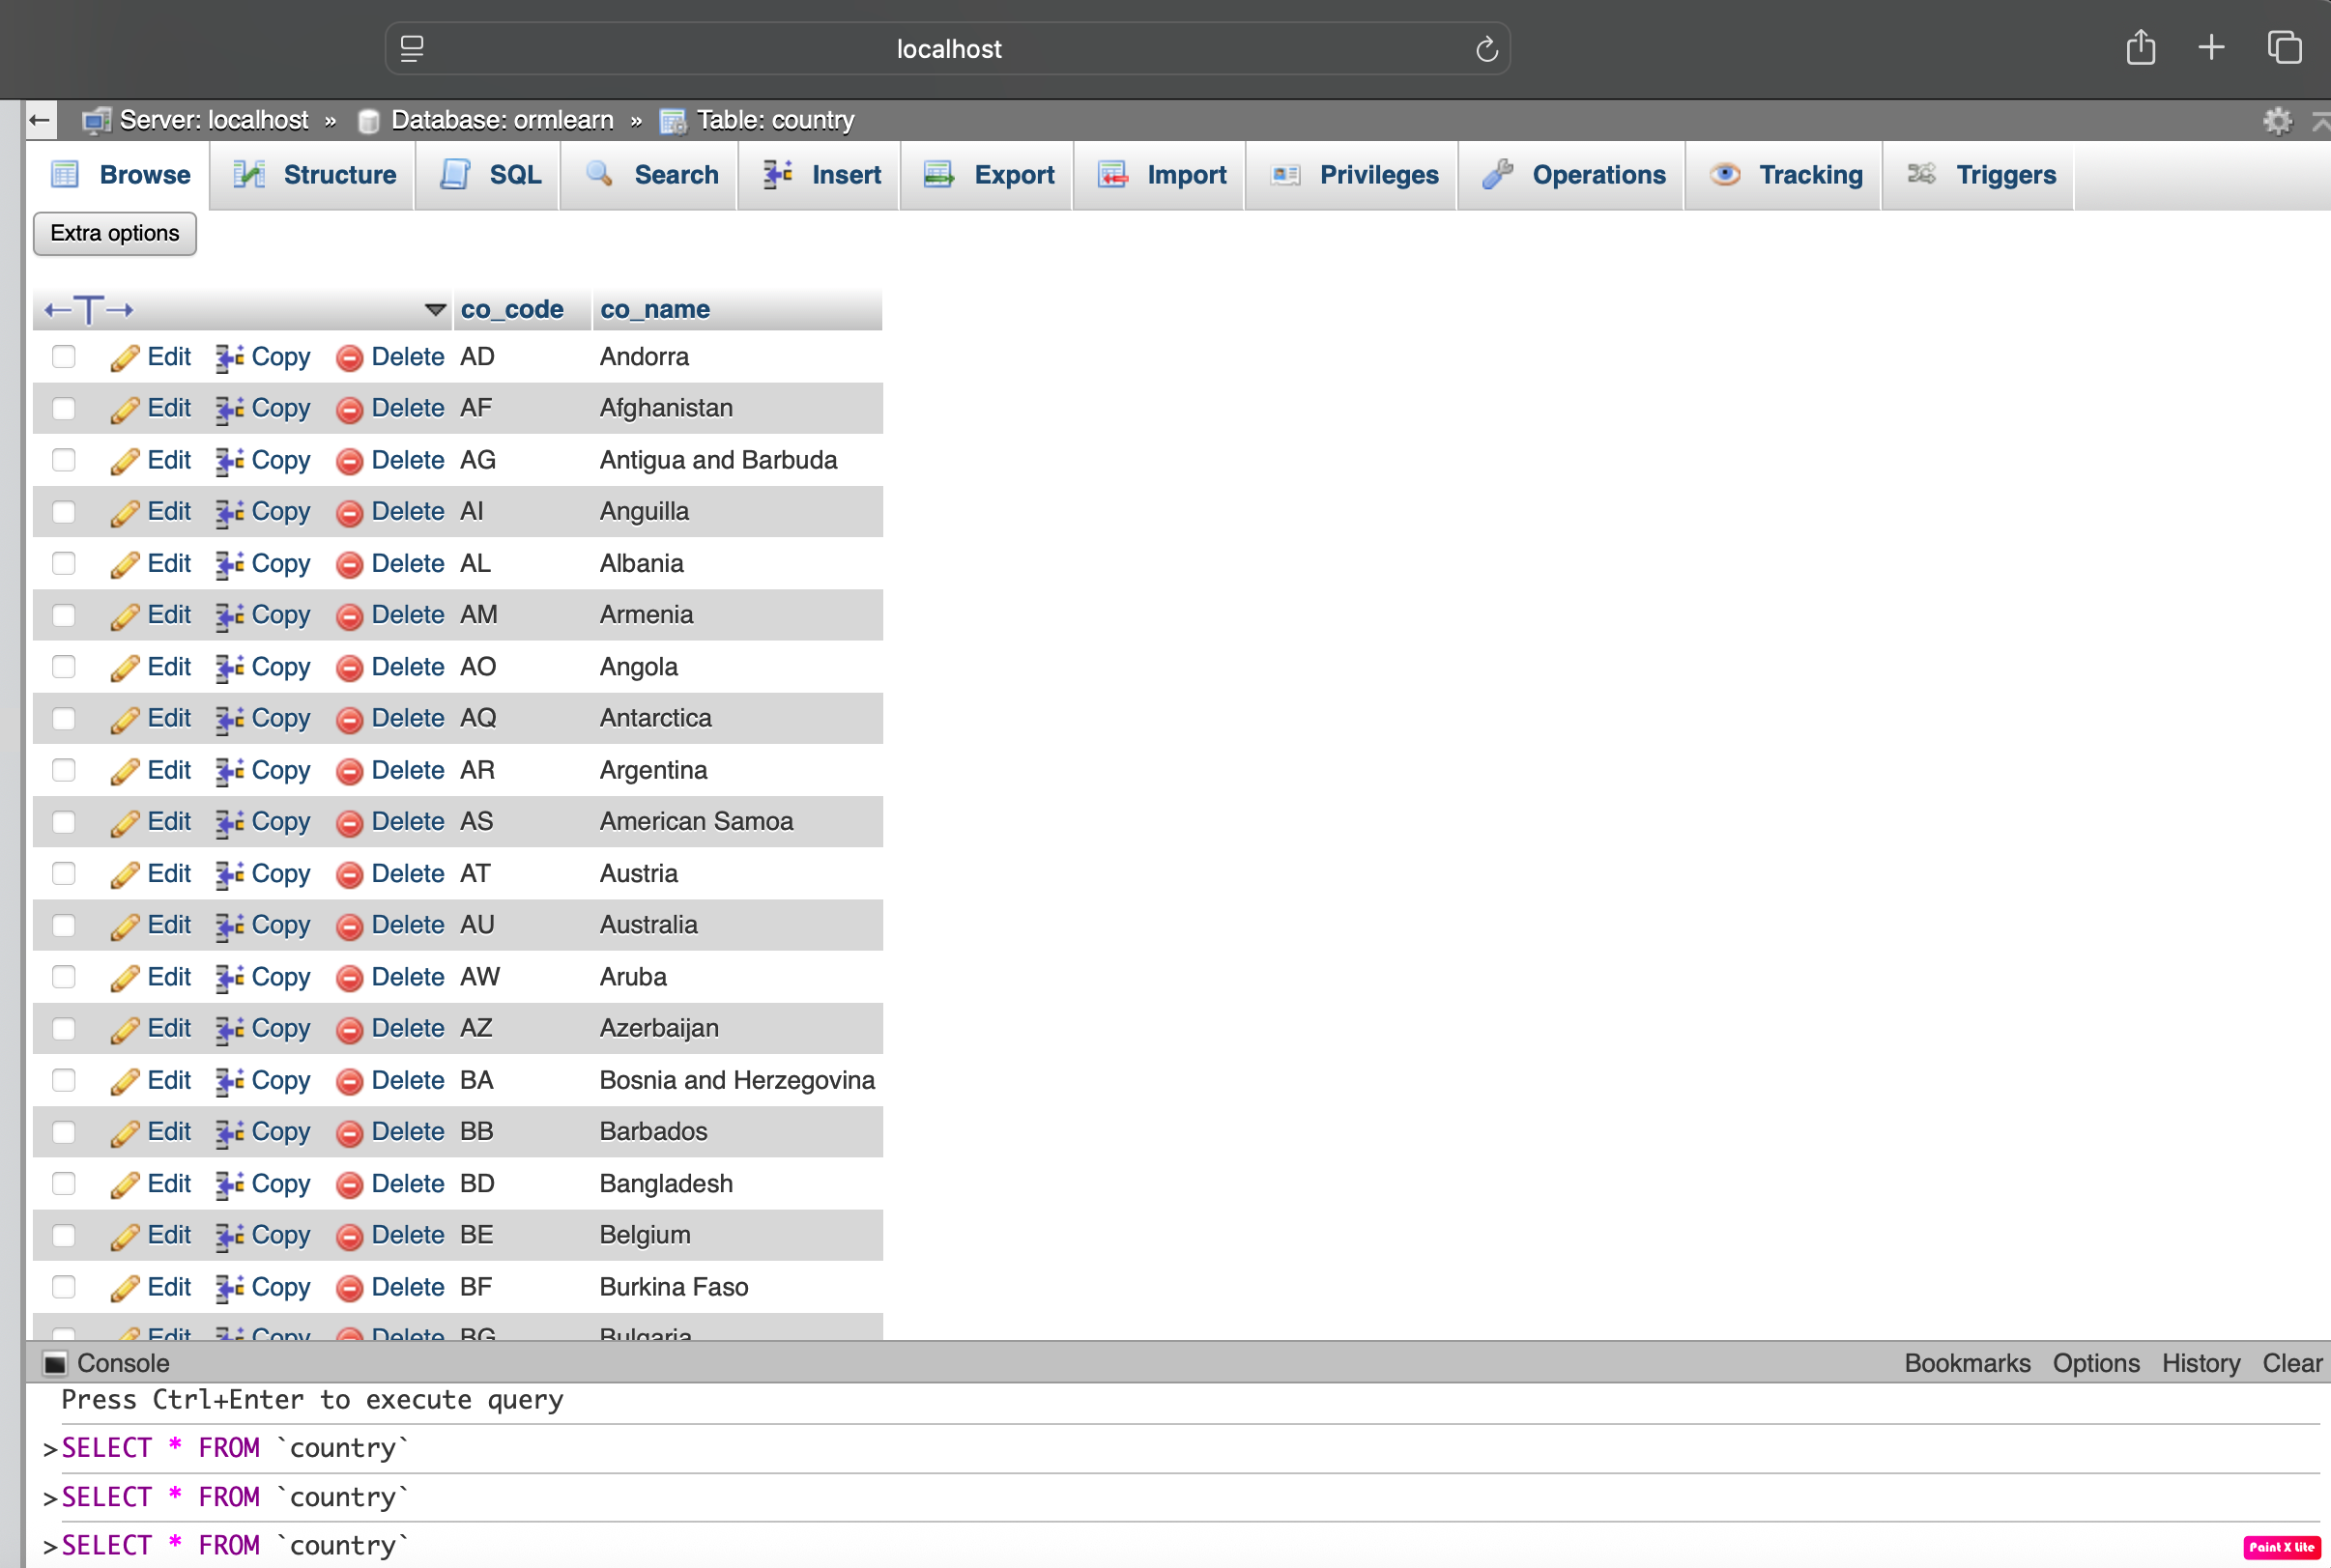 localhost
Server: localhost » Database: ormlearn » Table: country
Browse Structure SQL Search Insert Export Import Privileges Operations Tracking Triggers
Extra options
←T→ co_code co_name
Edit Copy Delete AD Andorra
Edit Copy Delete AF Afghanistan
Edit Copy Delete AG Antigua and Barbuda
Edit Copy Delete AI Anguilla
Edit Copy Delete AL Albania
Edit Copy Delete AM Armenia
Edit Copy Delete AO Angola
Edit Copy Delete AQ Antarctica
Edit Copy Delete AR Argentina
Edit Copy Delete AS American Samoa
Edit Copy Delete AT Austria
Edit Copy Delete AU Australia
Edit Copy Delete AW Aruba
Edit Copy Delete AZ Azerbaijan
Edit Copy Delete BA Bosnia and Herzegovina
Edit Copy Delete BB Barbados
Edit Copy Delete BD Bangladesh
Edit Copy Delete BE Belgium
Edit Copy Delete BF Burkina Faso
Edit Copy Delete BG Bulgaria
Console Bookmarks Options History Clear
Press Ctrl+Enter to execute query
>SELECT * FROM `country`
>SELECT * FROM `country`
>SELECT * FROM `country`
Paint X Lite